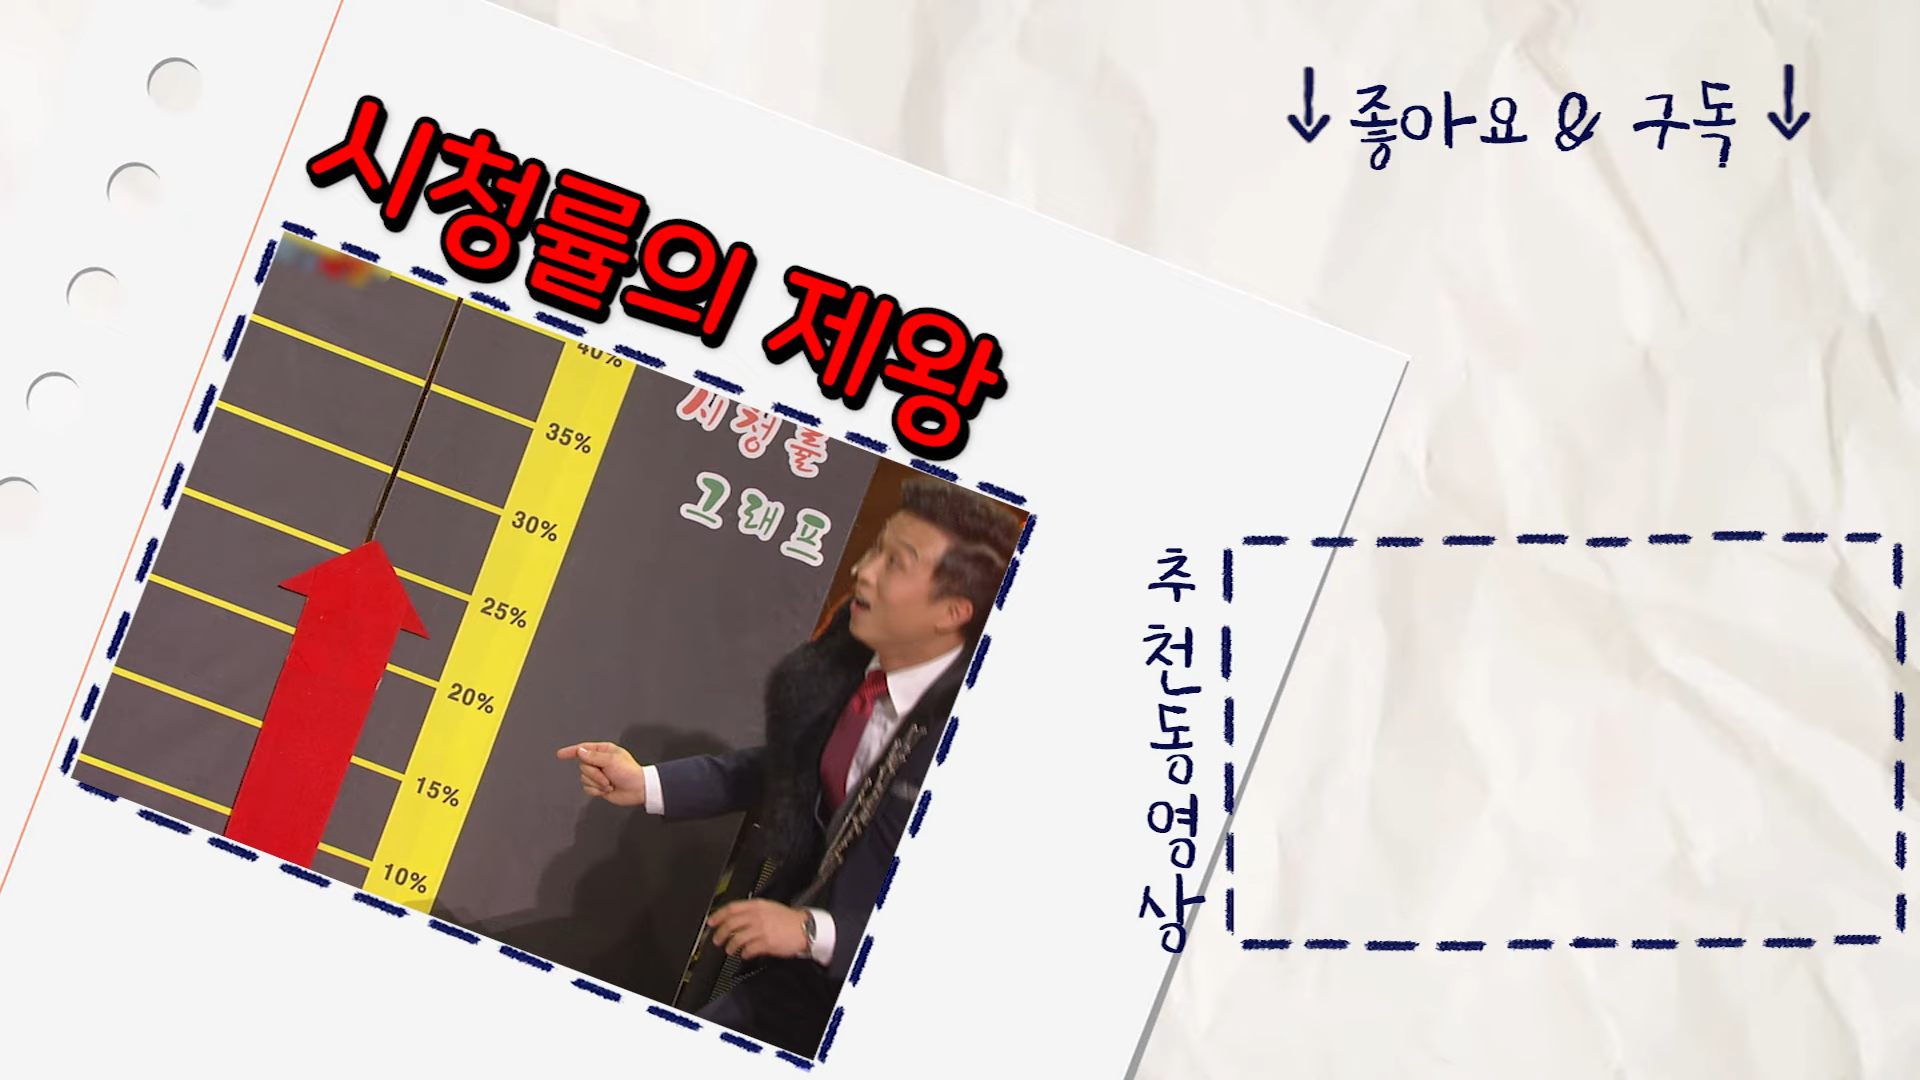 ↓ 좋아요 & 구독 ↓
시청률의 제왕
시청률
그래프
40%
35%
30%
25%
20%
15%
10%
추천동영상